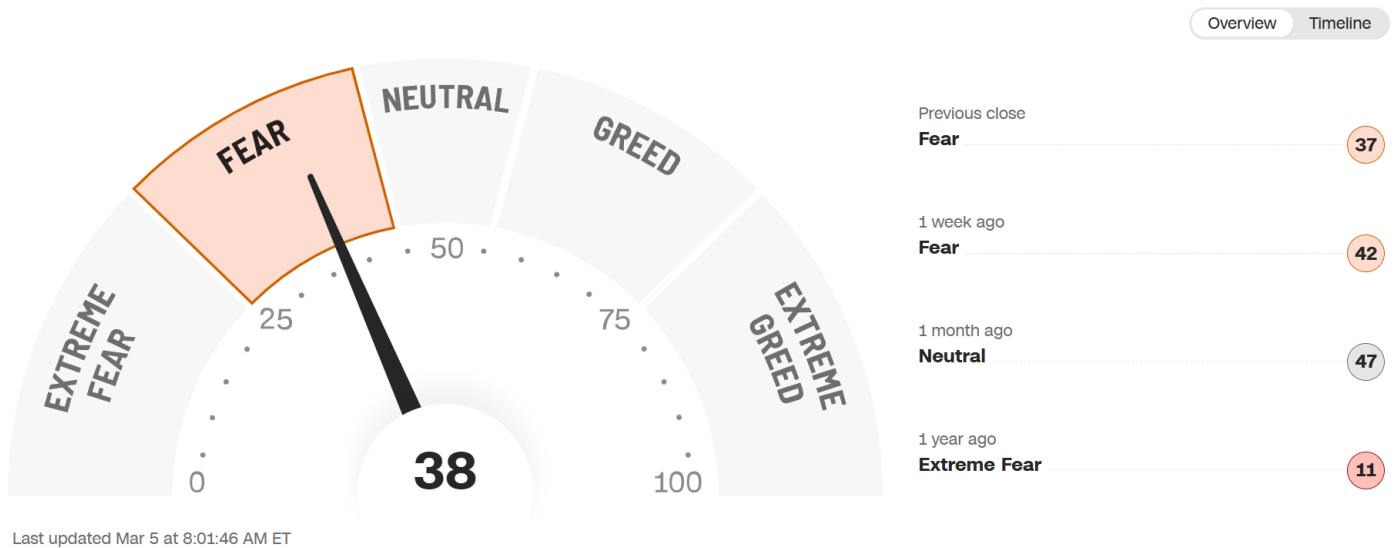 Overview
Timeline
EXTREME
FEAR
FEAR
NEUTRAL
GREED
EXTREME
GREED
0
25
50
75
100
38
Last updated Mar 5 at 8:01:46 AM ET
Previous close
Fear
37
1 week ago
Fear
42
1 month ago
Neutral
47
1 year ago
Extreme Fear
11